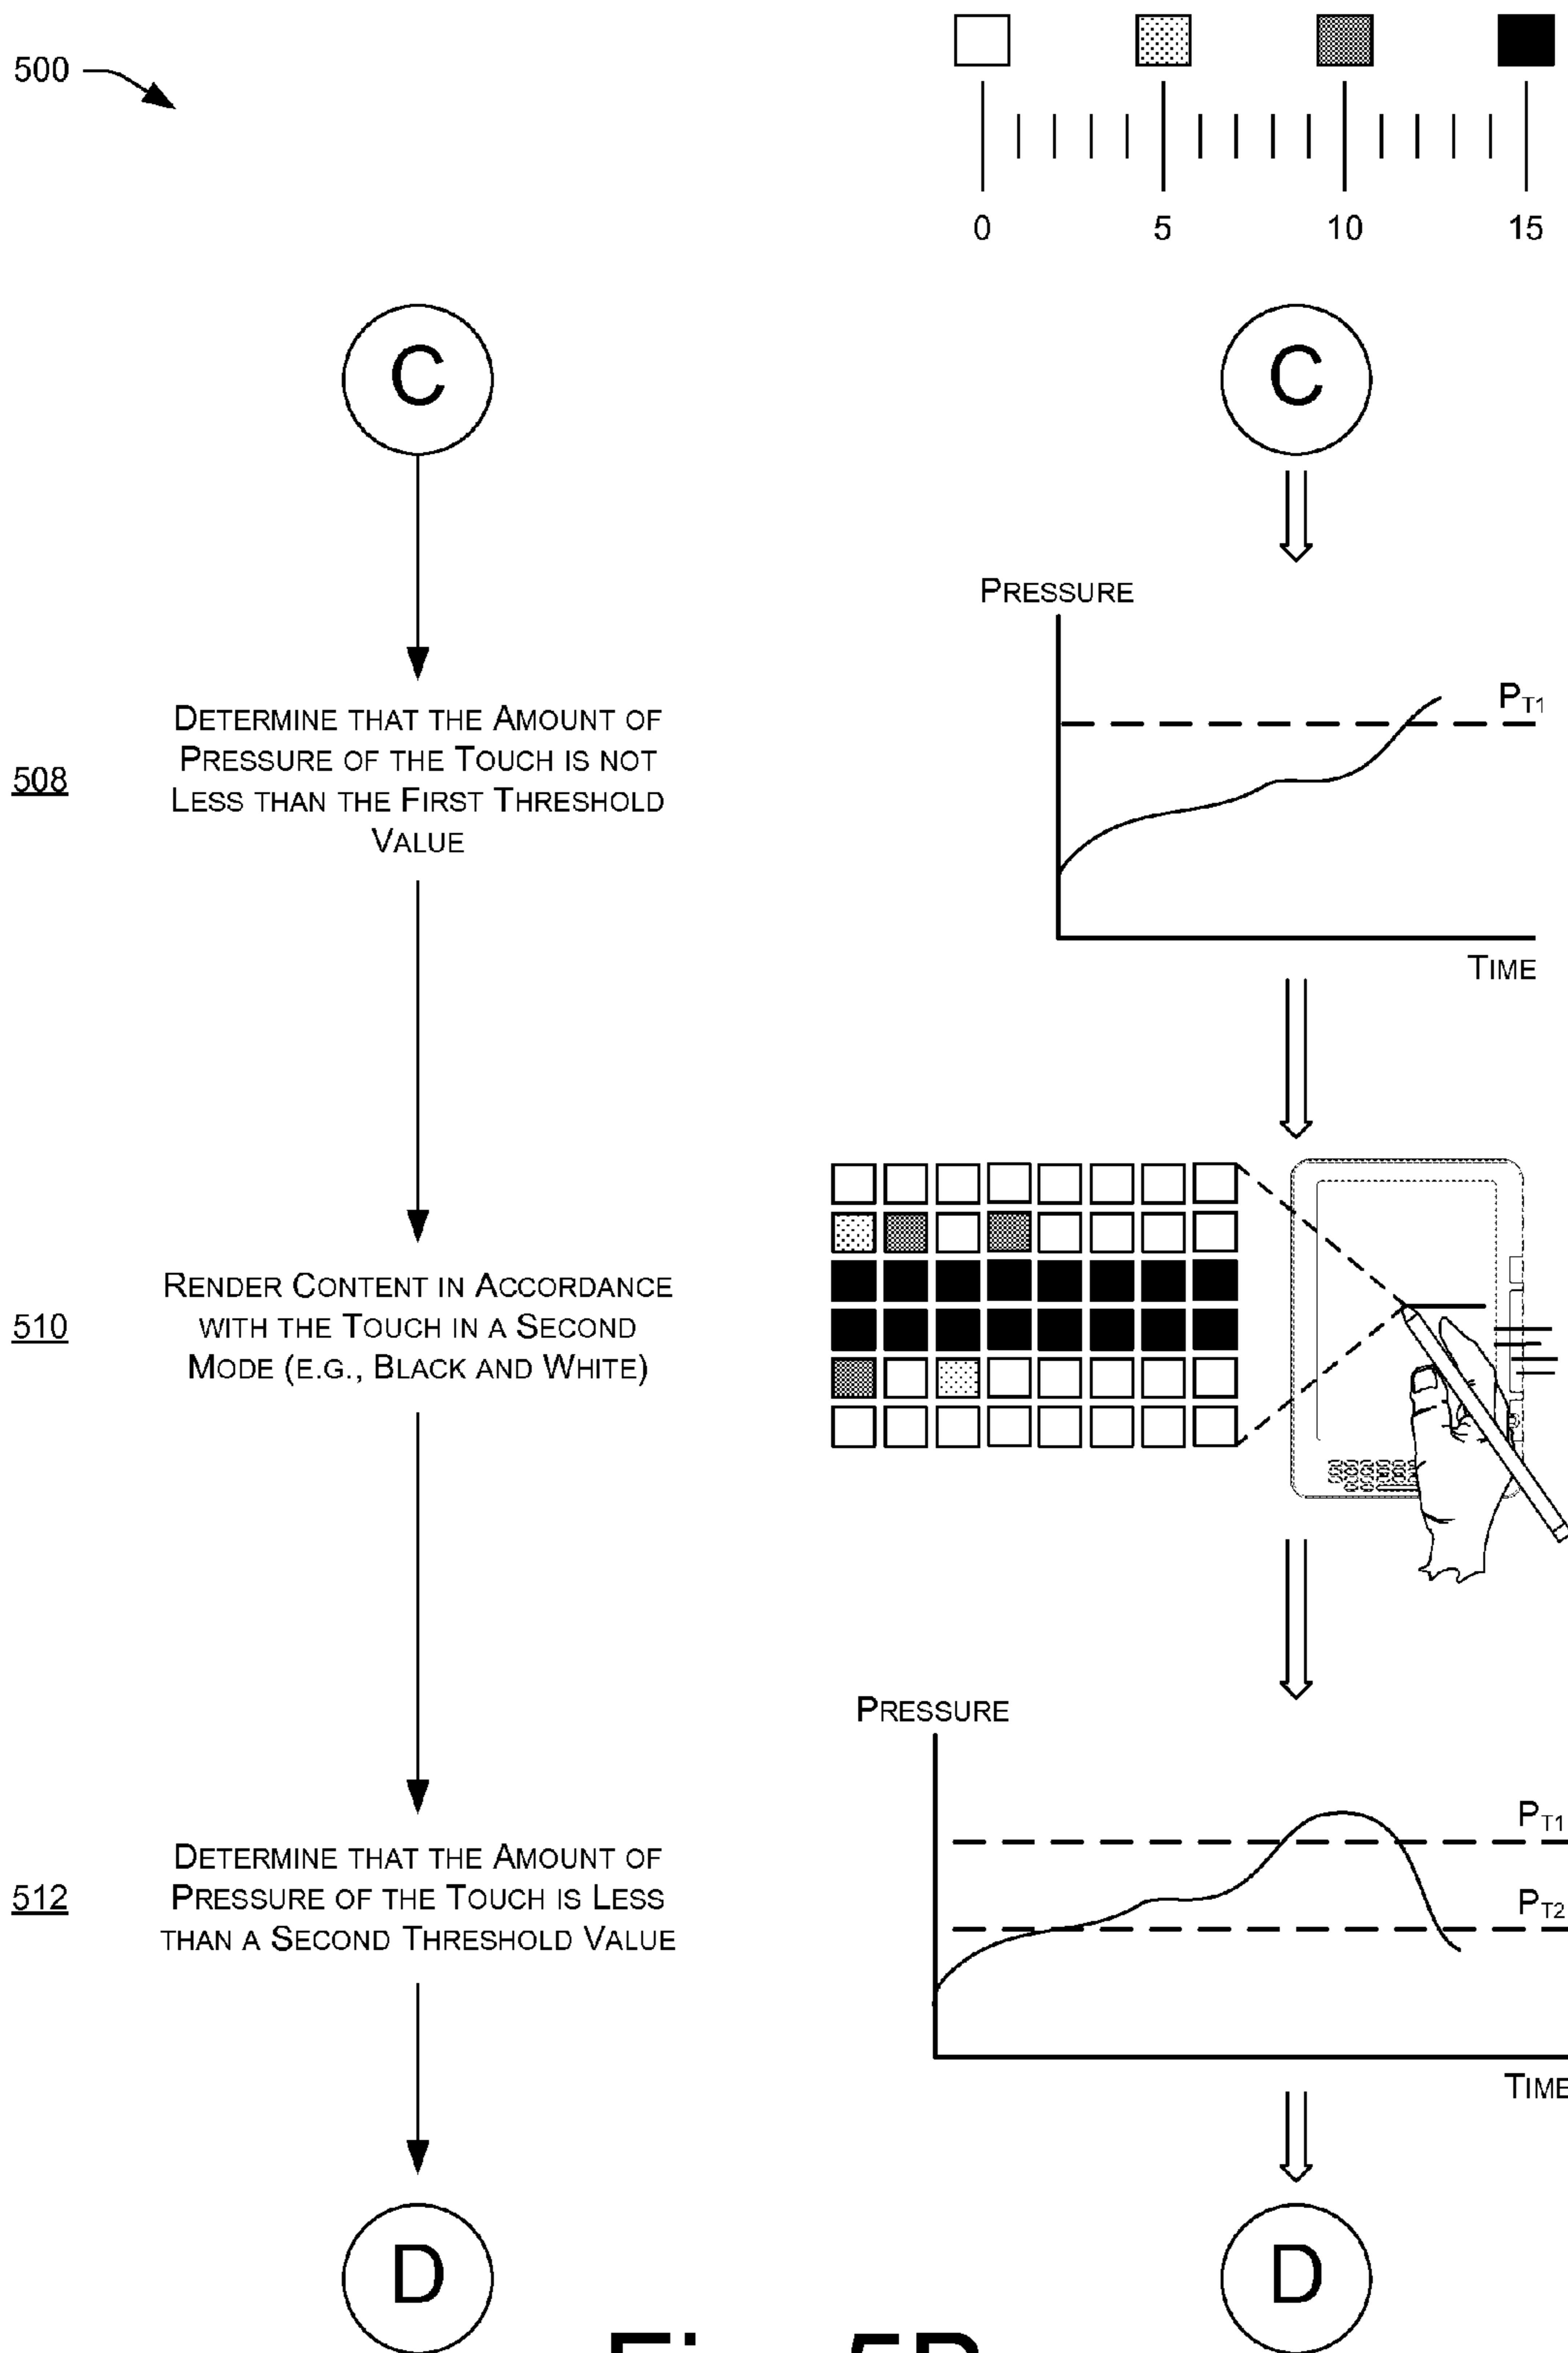 500
0 5 10 15
C
C
PRESSURE
PT1
TIME
508
DETERMINE THAT THE AMOUNT OF
PRESSURE OF THE TOUCH IS NOT
LESS THAN THE FIRST THRESHOLD
VALUE
510
RENDER CONTENT IN ACCORDANCE
WITH THE TOUCH IN A SECOND
MODE (E.G., BLACK AND WHITE)
PRESSURE
PT1
PT2
TIME
512
DETERMINE THAT THE AMOUNT OF
PRESSURE OF THE TOUCH IS LESS
THAN A SECOND THRESHOLD VALUE
D
D